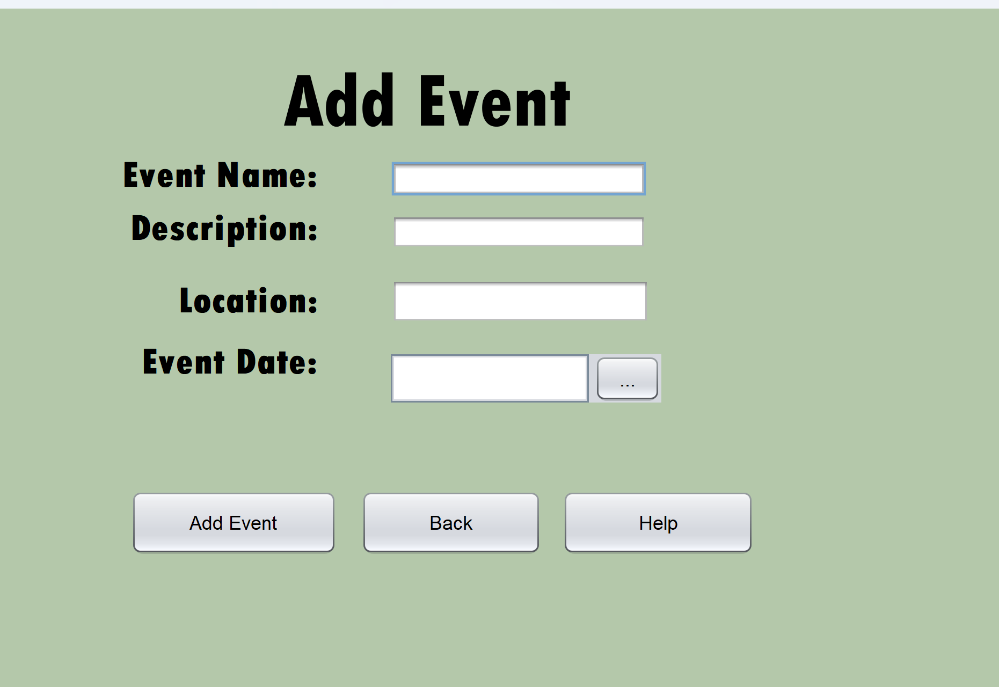 Add Event
Event Name:
Description:
Location:
Event Date:
...
Add Event
Back
Help